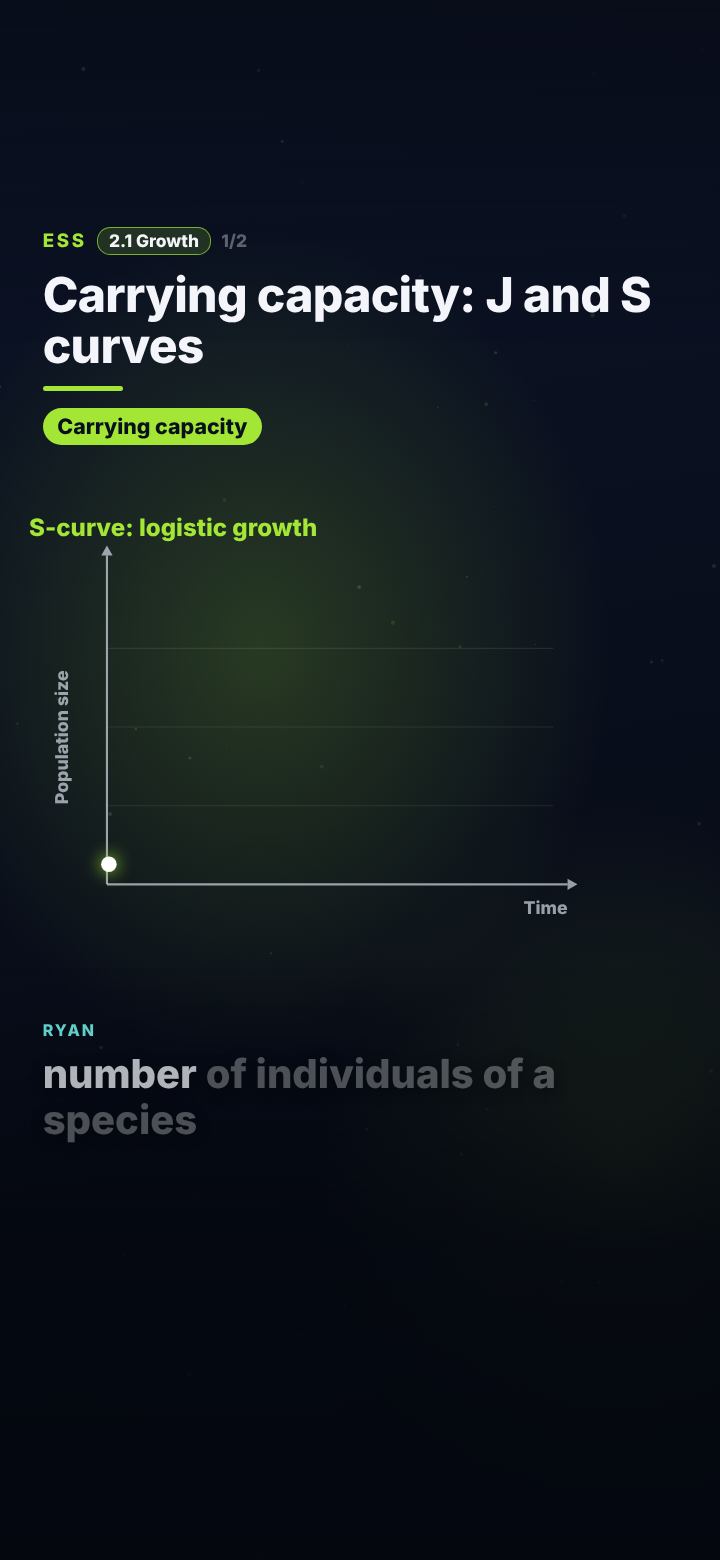 ESS 2.1 Growth 1/2
Carrying capacity: J and S
curves
Carrying capacity
S-curve: logistic growth
Population size
Time
RYAN
number of individuals of a
species